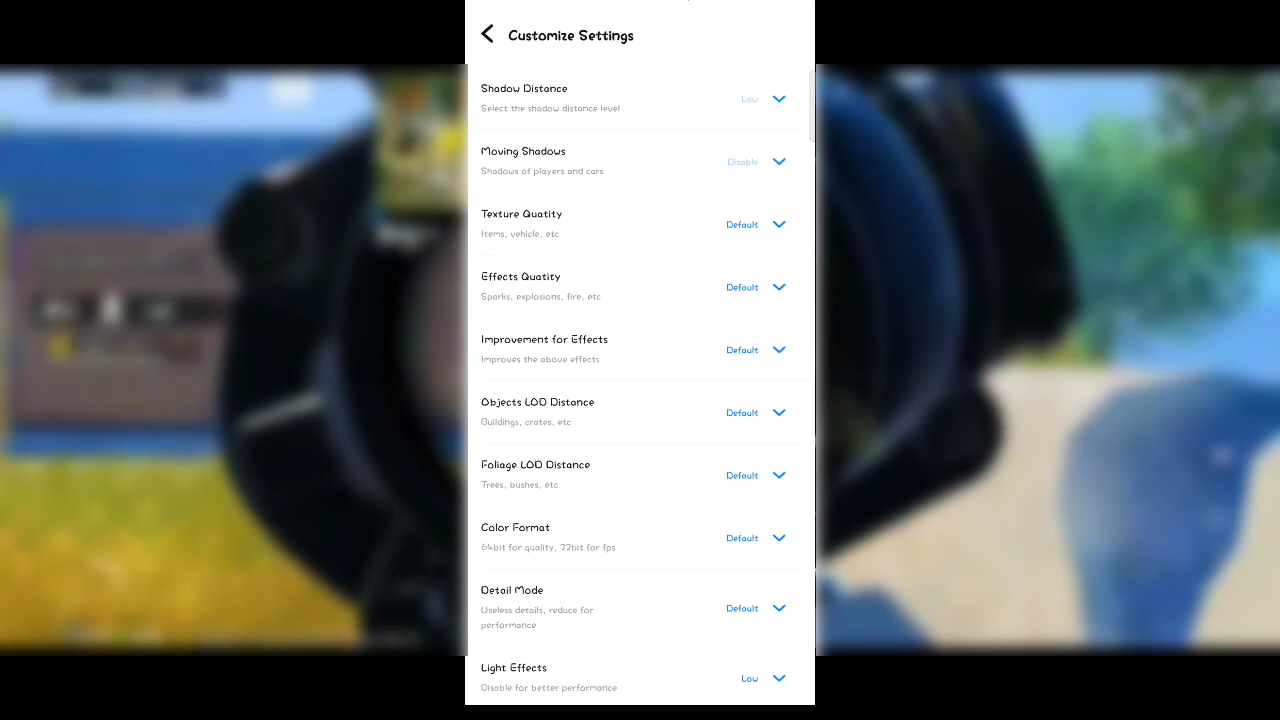 Customize Settings
Shadow Distance
Select the shadow distance level
Low
Moving Shadows
Shadows of players and cars
Disable
Texture Quatity
Items, vehicle, etc
Default
Effects Quatity
Sparks, explosions, fire, etc
Default
Improvement for Effects
Improves the above effects
Default
Objects LOD Distance
Buildings, crates, etc
Default
Foliage LOD Distance
Trees, bushes, etc
Default
Color Format
64bit for quality, 32bit for fps
Default
Detail Mode
Useless details, reduce for
performance
Default
Light Effects
Disable for better performance
Low